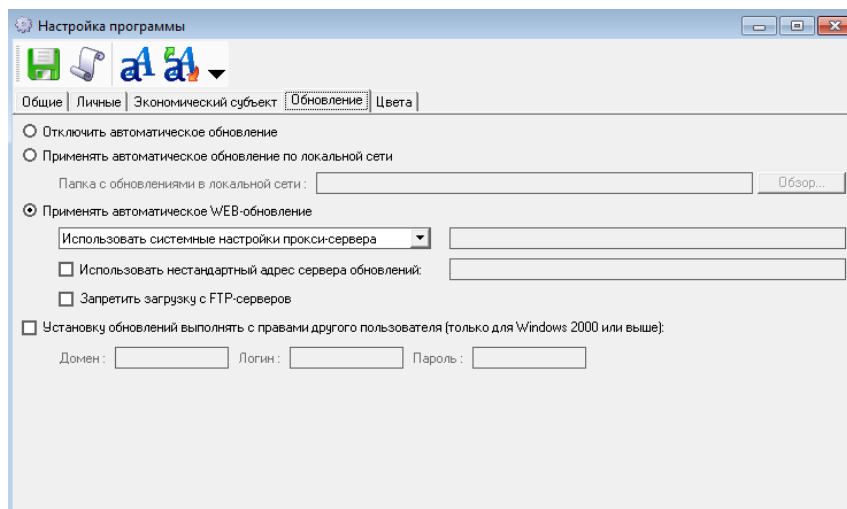 Настройка программы
Общие Личные Экономический субъект Обновление Цвета
Отключить автоматическое обновление
Применять автоматическое обновление по локальной сети
Папка с обновлениями в локальной сети : Обзор...
Применять автоматическое WEB-обновление
Использовать системные настройки прокси-сервера
Использовать нестандартный адрес сервера обновлений:
Запретить загрузку с FTP-серверов
Установку обновлений выполнять с правами другого пользователя (только для Windows 2000 или выше):
Домен : Логин : Пароль :